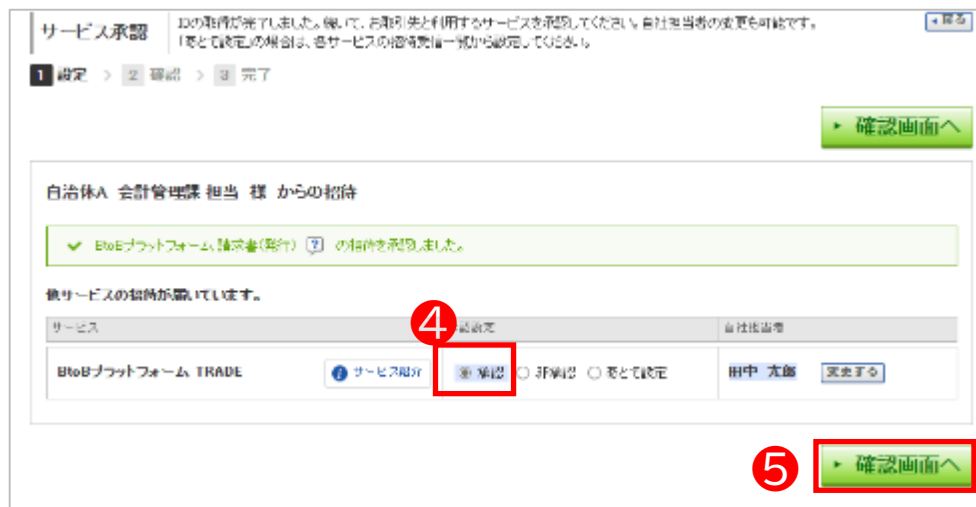 サービス承認
IDの取得が完了しました。続いて、お取引先と利用するサービスを承認してください。自社担当者の変更も可能です。
「あとで設定」の場合は、各サービスの招待受信一覧から設定してください。
戻る
1 設定 > 2 確認 > 3 完了
確認画面へ
自治体A 会計管理課 担当 様 からの招待
BtoBプラットフォーム 請求書(発行) ? の招待を承認しました。
他サービスの招待が届いています。
サービス 認設定 自社担当者
4
BtoBプラットフォーム TRADE サービス紹介 承認 非承認 あとで設定 田中 太郎 変更する
5 確認画面へ